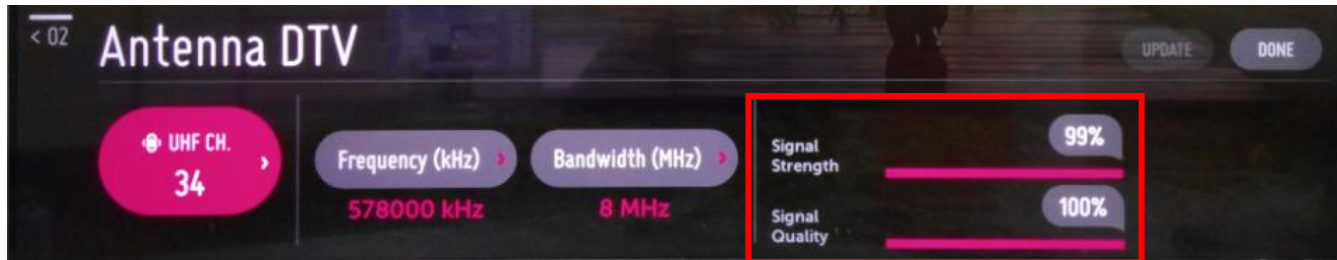 < 02
Antenna DTV
UPDATE
DONE
UHF CH.
34
Frequency (kHz)
578000 kHz
Bandwidth (MHz)
8 MHz
Signal
Strength
99%
Signal
Quality
100%